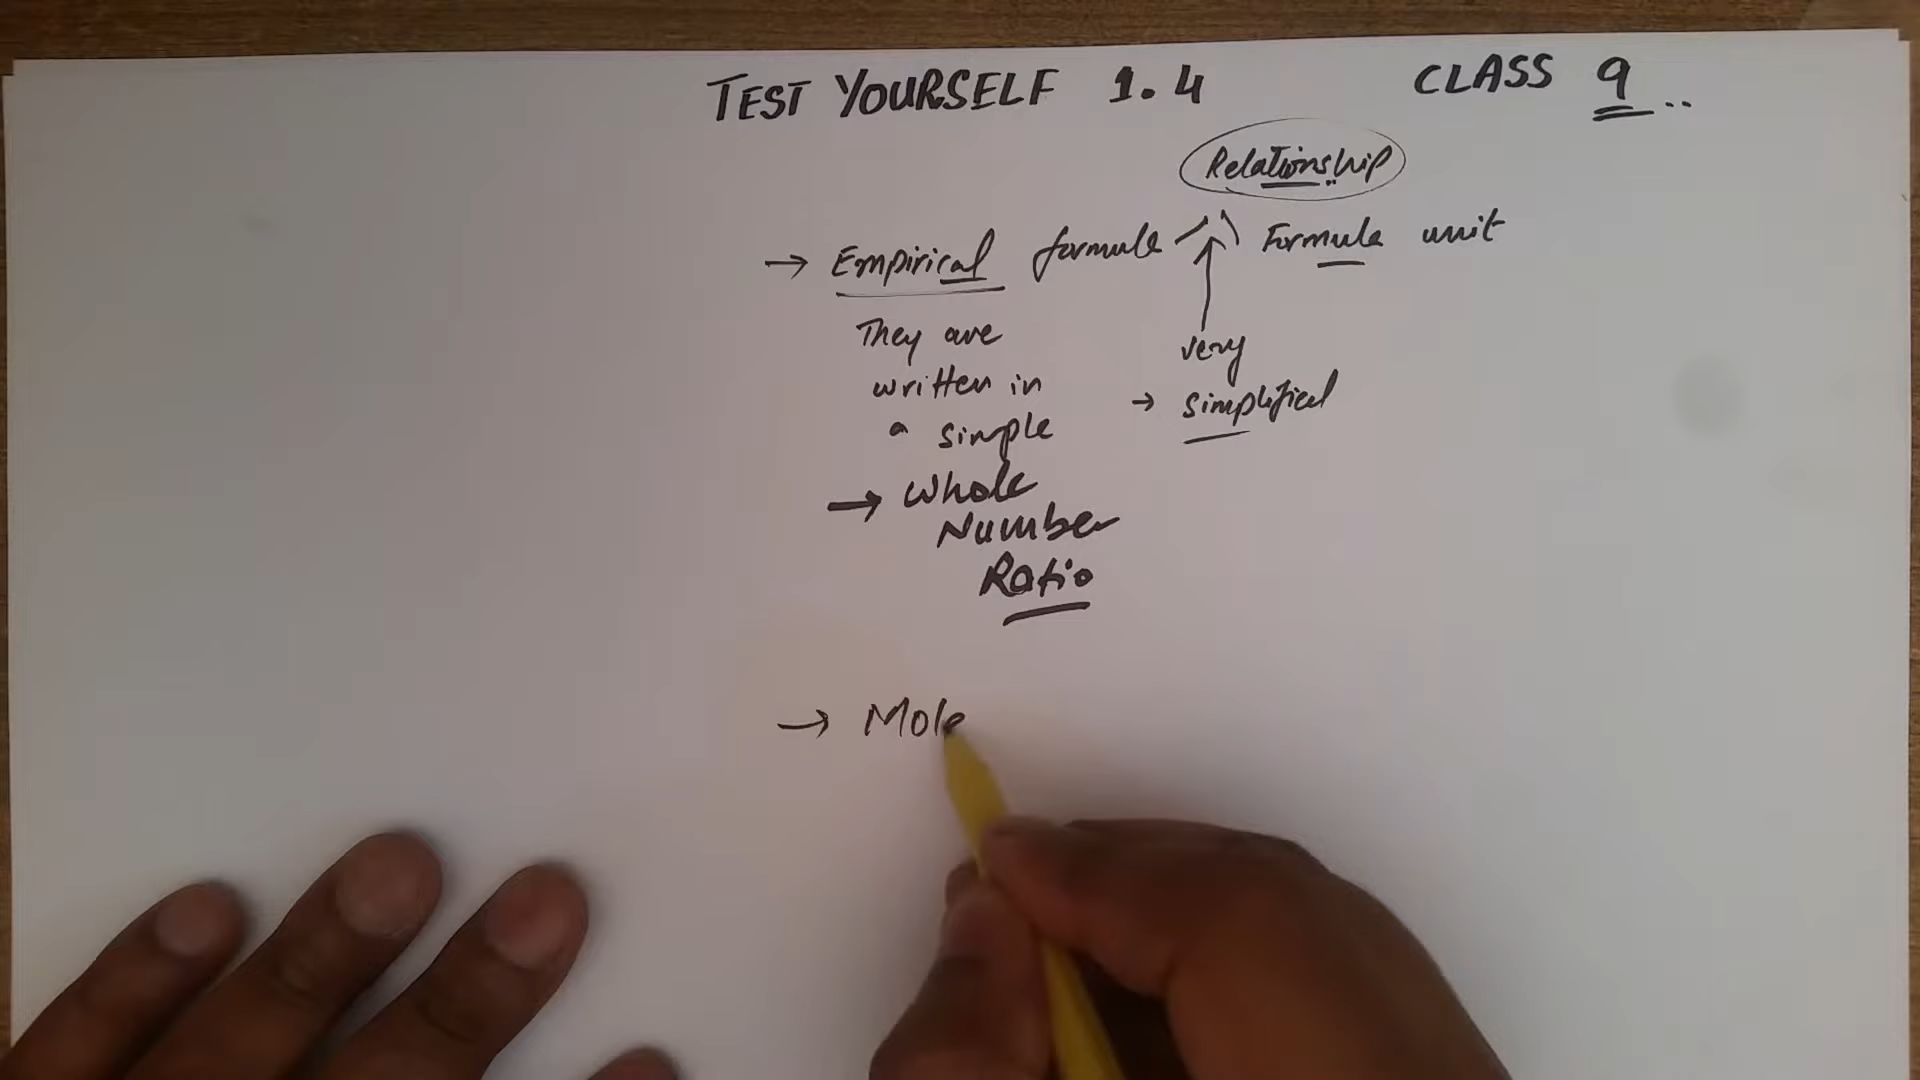 TEST YOURSELF 1.4 CLASS 9..
Relationship
→ Empirical formula Formula unit
They are
written in
a simple
→ Whole
Number
Ratio
very
→ simplified
→ Mole